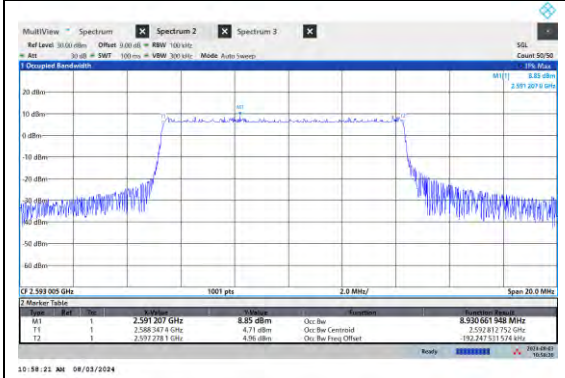 MultiView Spectrum Spectrum 2 Spectrum 3
Ref Level 30.00 dBm Offset 0.00 dB RBW 100 kHz SGL
Att 30 dB SWT 100 ms VBW 300 kHz Mode Auto Sweep Count 50/50
1 Occupied Bandwidth 1Pk Max
M1[1] 8.85 dBm
2.591 207 0 GHz
20 dBm
M1
10 dBm
0 dBm
-10 dBm
-20 dBm
-30 dBm
-40 dBm
-50 dBm
-60 dBm
CF 2.593 005 GHz 1001 pts 2.0 MHz/ Span 20.0 MHz
2 Marker Table
Type Ref Trc X-Value Y-Value Function Function Result
M1 1 2.591 207 GHz 8.85 dBm Occ Bw 8.930 661 948 MHz
T1 1 2.588 347 4 GHz 4.71 dBm Occ Bw Centroid 2.592 812 752 GHz
T2 1 2.597 278 1 GHz 4.96 dBm Occ Bw Freq Offset -192.247 531 574 kHz
Ready 2024-08-03
10:58:20
10:58:21 AM 08/03/2024